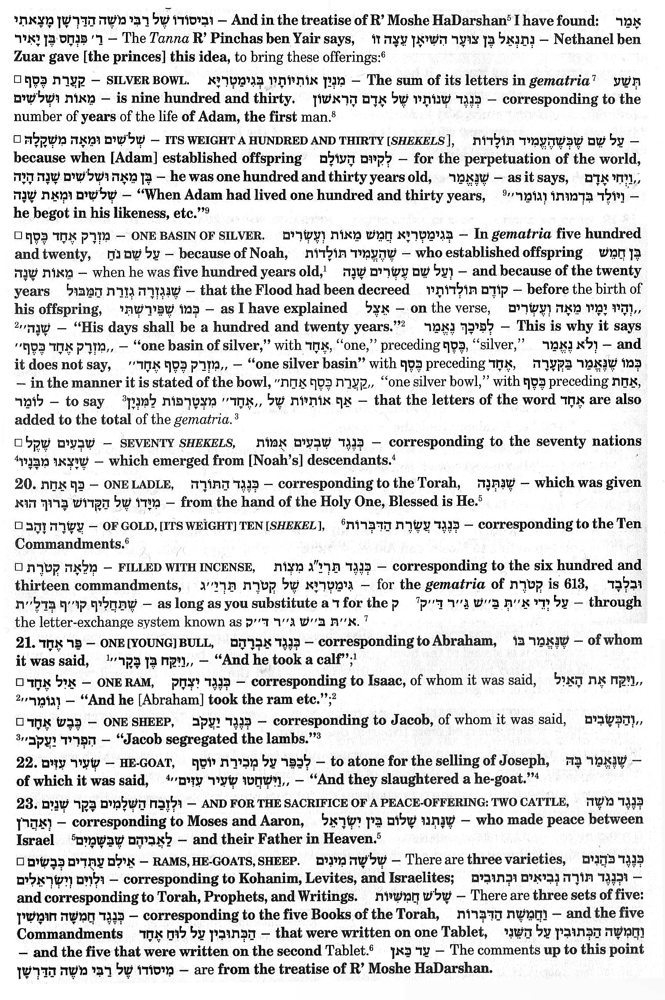 וּבִיסוֹדוֹ שֶׁל רַבִּי מֹשֶׁה הַדַּרְשָׁן מָצָאתִי – And in the treatise of R’ Moshe HaDarshan⁵ I have found: אָמַר
רַ׳ פִּנְחָס בֶּן יָאִיר – The Tanna R’ Pinchas ben Yair says, נְתַנְאֵל בֶּן צוּעָר הִשִּׁיאָן עֵצָה זוֹ – Nethanel ben
Zuar gave [the princes] this idea, to bring these offerings:⁶
□ קַעֲרַת כֶּסֶף – SILVER BOWL. מִנְיַן אוֹתִיּוֹתָיו בְּגִימַטְרִיָּא – The sum of its letters in gematria⁷ תְּשַׁע
מֵאוֹת וּשְׁלֹשִׁים – is nine hundred and thirty. כְּנֶגֶד שְׁנוֹתָיו שֶׁל אָדָם הָרִאשׁוֹן – corresponding to the
number of years of the life of Adam, the first man.⁸
□ שְׁלֹשִׁים וּמֵאָה מִשְׁקָלָהּ – ITS WEIGHT A HUNDRED AND THIRTY [SHEKELS], עַל שֵׁם שֶׁכְּשֶׁהֶעֱמִיד תּוֹלָדוֹת –
because when [Adam] established offspring לְקִיּוּם הָעוֹלָם – for the perpetuation of the world,
בֶּן מֵאָה וּשְׁלֹשִׁים שָׁנָה הָיָה – he was one hundred and thirty years old, שֶׁנֶּאֱמַר – as it says, ,,וַיְחִי אָדָם
שְׁלֹשִׁים וּמְאַת שָׁנָה – “When Adam had lived one hundred and thirty years, וַיּוֹלֶד בִּדְמוּתוֹ וְגוֹמֵר׳׳⁹ –
he begot in his likeness, etc.”⁹
□ מִזְרָק אֶחָד כֶּסֶף – ONE BASIN OF SILVER. בְּגִימַטְרִיָּא חֲמֵשׁ מֵאוֹת וְעֶשְׂרִים – In gematria five hundred
and twenty, עַל שֵׁם נֹחַ – because of Noah, שֶׁהֶעֱמִיד תּוֹלָדוֹת – who established offspring בֶּן חֲמֵשׁ
מֵאוֹת שָׁנָה – when he was five hundred years old,¹ וְעַל שֵׁם עֶשְׂרִים שָׁנָה – and because of the twenty
years שֶׁנִּגְזְרָה גְזֵרַת הַמַּבּוּל – that the Flood had been decreed קוֹדֶם תּוֹלְדוֹתָיו – before the birth of
his offspring, כְּמוֹ שֶׁפֵּירַשְׁתִּי – as I have explained אֵצֶל – on the verse, ,,וְהָיוּ יָמָיו מֵאָה וְעֶשְׂרִים
שָׁנָה׳׳² – “His days shall be a hundred and twenty years.”² לְפִיכָךְ נֶאֱמַר – This is why it says
,,מִזְרָק אֶחָד כֶּסֶף׳׳ – “one basin of silver,” with אֶחָד, “one,” preceding כֶּסֶף, “silver,” וְלֹא נֶאֱמַר – and
it does not say, ,,מִזְרַק כֶּסֶף אֶחָד׳׳ – “one silver basin” with כֶּסֶף preceding אֶחָד, כְּמוֹ שֶׁנֶּאֱמַר בַּקְּעָרָה
– in the manner it is stated of the bowl, ,,קַעֲרַת כֶּסֶף אַחַת׳׳ “one silver bowl,” with כֶּסֶף preceding אַחַת,
לוֹמַר – to say אַף אוֹתִיּוֹת שֶׁל ,,אֶחָד׳׳ מִצְטָרְפוֹת לַמִּנְיָן³ – that the letters of the word אֶחָד are also
added to the total of the gematria.³
□ שִׁבְעִים שֶׁקֶל – SEVENTY SHEKELS, כְּנֶגֶד שִׁבְעִים אֻמּוֹת – corresponding to the seventy nations
שֶׁיָּצְאוּ מִבָּנָיו⁴ – which emerged from [Noah’s] descendants.⁴
20. כַּף אַחַת – ONE LADLE, כְּנֶגֶד הַתּוֹרָה – corresponding to the Torah, שֶׁנִּתְּנָה – which was given
מִיָּדוֹ שֶׁל הַקָּדוֹשׁ בָּרוּךְ הוּא – from the hand of the Holy One, Blessed is He.⁵
□ עֲשָׂרָה זָהָב – OF GOLD, [ITS WEIGHT] TEN [SHEKEL], כְּנֶגֶד עֲשֶׂרֶת הַדִּבְּרוֹת⁶ – corresponding to the Ten
Commandments.⁶
□ מְלֵאָה קְטֹרֶת – FILLED WITH INCENSE, כְּנֶגֶד תַּרְיַ״ג מִצְוֹת – corresponding to the six hundred and
thirteen commandments, גִּימַטְרִיָּא שֶׁל קְטֹרֶת תַּרְיַ׳׳ג – for the gematria of קְטֹרֶת is 613, וּבִלְבָד
שֶׁתַּחֲלִיף קוּ׳׳ף בְּדַלֶ׳׳ת – as long as you substitute a ד for the ק עַל יְדֵי אַ׳׳תְּ בַּ׳׳שׁ גַּ׳׳ר דַּ׳׳ק⁷ – through
the letter-exchange system known as א׳׳ת ב׳׳ש ג׳׳ר ד׳׳ק.⁷
21. פַּר אֶחָד – ONE [YOUNG] BULL, כְּנֶגֶד אַבְרָהָם – corresponding to Abraham, שֶׁנֶּאֱמַר בּוֹ – of whom
it was said, ,,וַיִּקַּח בֶּן בָּקָר׳׳¹ – “And he took a calf”;¹
□ אַיִל אֶחָד – ONE RAM, כְּנֶגֶד יִצְחָק – corresponding to Isaac, of whom it was said, ,,וַיִּקַּח אֶת הָאַיִל
וְגוֹמֵר׳׳² – “And he [Abraham] took the ram etc.”;²
□ כֶּבֶשׂ אֶחָד – ONE SHEEP, כְּנֶגֶד יַעֲקֹב – corresponding to Jacob, of whom it was said, ,,וְהַכְּשָׂבִים
הִפְרִיד יַעֲקֹב׳׳³ – “Jacob segregated the lambs.”³
22. שְׂעִיר עִזִּים – HE-GOAT, לְכַפֵּר עַל מְכִירַת יוֹסֵף – to atone for the selling of Joseph, שֶׁנֶּאֱמַר בָּהּ –
of which it was said, ,,וַיִּשְׁחֲטוּ שְׂעִיר עִזִּים׳׳⁴ – “And they slaughtered a he-goat.”⁴
23. וּלְזֶבַח הַשְּׁלָמִים בָּקָר שְׁנַיִם – AND FOR THE SACRIFICE OF A PEACE-OFFERING: TWO CATTLE, כְּנֶגֶד מֹשֶׁה
וְאַהֲרֹן – corresponding to Moses and Aaron, שֶׁנָּתְנוּ שָׁלוֹם בֵּין יִשְׂרָאֵל – who made peace between
Israel לַאֲבִיהֶם שֶׁבַּשָּׁמָיִם⁵ – and their Father in Heaven.⁵
□ אֵילִם עַתֻּדִים כְּבָשִׂים – RAMS, HE-GOATS, SHEEP. שְׁלֹשָׁה מִינִים – There are three varieties, כְּנֶגֶד כֹּהֲנִים
וּלְוִיִּם וְיִשְׂרְאֵלִים – corresponding to Kohanim, Levites, and Israelites; וּכְנֶגֶד תּוֹרָה נְבִיאִים וּכְתוּבִים –
and corresponding to Torah, Prophets, and Writings. שָׁלֹשׁ חֲמִשִּׁיּוֹת – There are three sets of five:
כְּנֶגֶד חֲמִשָּׁה חוּמָשִׁין – corresponding to the five Books of the Torah, וַחֲמֵשֶׁת הַדִּבְּרוֹת – and the five
Commandments הַכְּתוּבִין עַל לוּחַ אֶחָד – that were written on one Tablet, וַחֲמִשָּׁה הַכְּתוּבִין עַל הַשֵּׁנִי
– and the five that were written on the second Tablet.⁶ עַד כַּאן – The comments up to this point
מִיסוֹדוֹ שֶׁל רַבִּי מֹשֶׁה הַדַּרְשָׁן – are from the treatise of R’ Moshe HaDarshan.